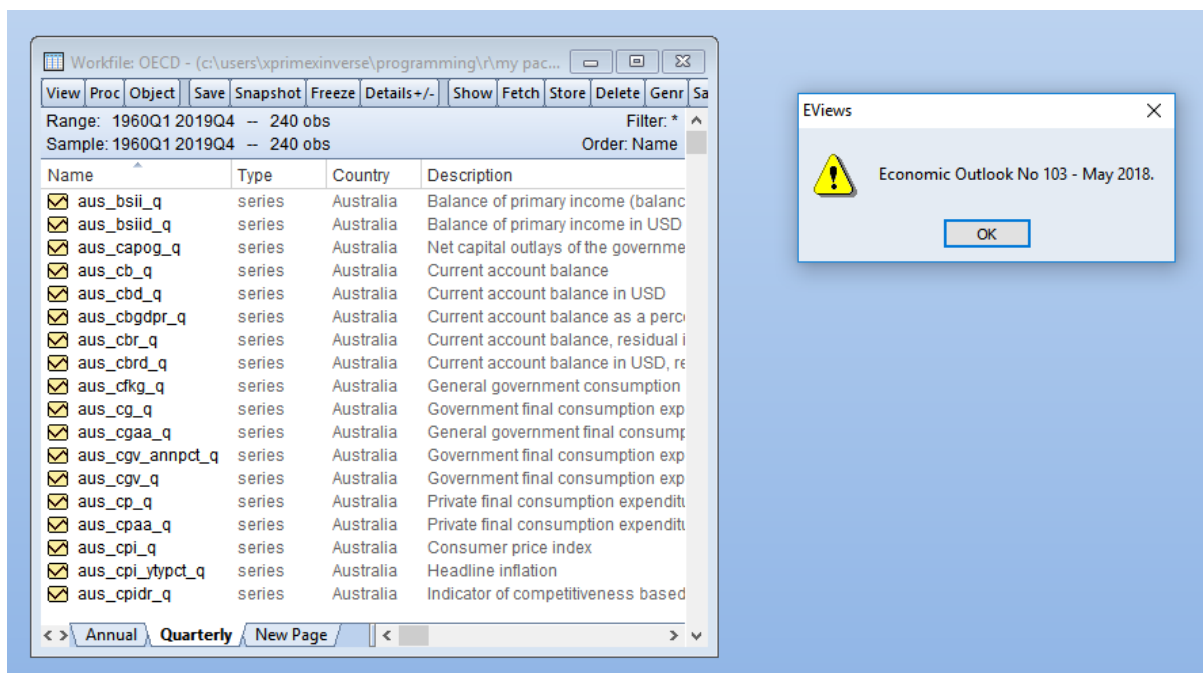 Workfile: OECD - (c:\users\xprimexinverse\programming\r\my pac...
View Proc Object Save Snapshot Freeze Details+/- Show Fetch Store Delete Genr Sa
Range: 1960Q1 2019Q4 -- 240 obs Filter: *
Sample: 1960Q1 2019Q4 -- 240 obs Order: Name
Name Type Country Description
aus_bsii_q series Australia Balance of primary income (balanc
aus_bsiid_q series Australia Balance of primary income in USD
aus_capog_q series Australia Net capital outlays of the governme
aus_cb_q series Australia Current account balance
aus_cbd_q series Australia Current account balance in USD
aus_cbgdpr_q series Australia Current account balance as a perc
aus_cbr_q series Australia Current account balance, residual i
aus_cbrd_q series Australia Current account balance in USD, re
aus_cfkg_q series Australia General government consumption
aus_cg_q series Australia Government final consumption exp
aus_cgaa_q series Australia General government final consump
aus_cgv_annpct_q series Australia Government final consumption exp
aus_cgv_q series Australia Government final consumption exp
aus_cp_q series Australia Private final consumption expenditu
aus_cpaa_q series Australia Private final consumption expenditu
aus_cpi_q series Australia Consumer price index
aus_cpi_ytypct_q series Australia Headline inflation
aus_cpidr_q series Australia Indicator of competitiveness based
Annual Quarterly New Page
EViews
Economic Outlook No 103 - May 2018.
OK